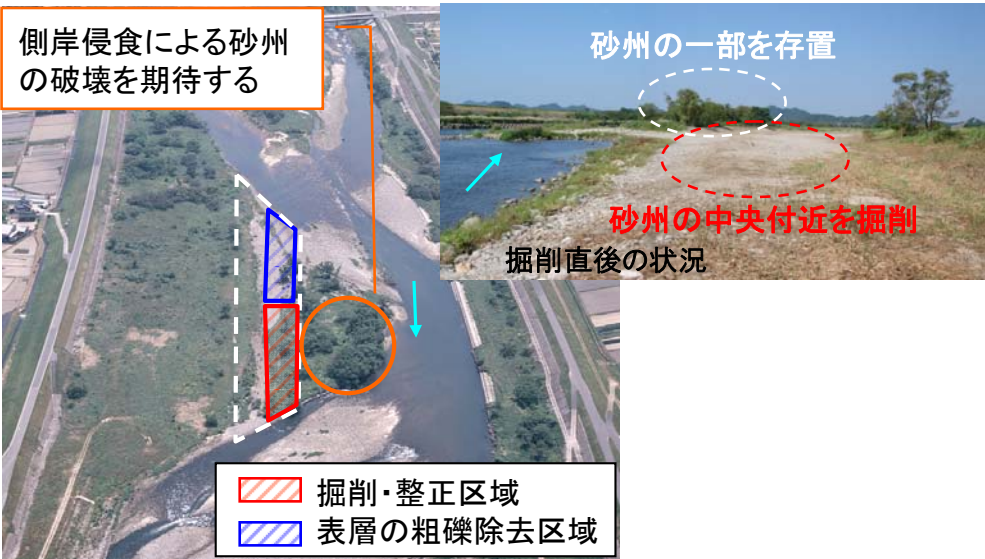 側岸侵食による砂州
の破壊を期待する
砂州の一部を存置
砂州の中央付近を掘削
掘削直後の状況
掘削・整正区域
表層の粗礫除去区域